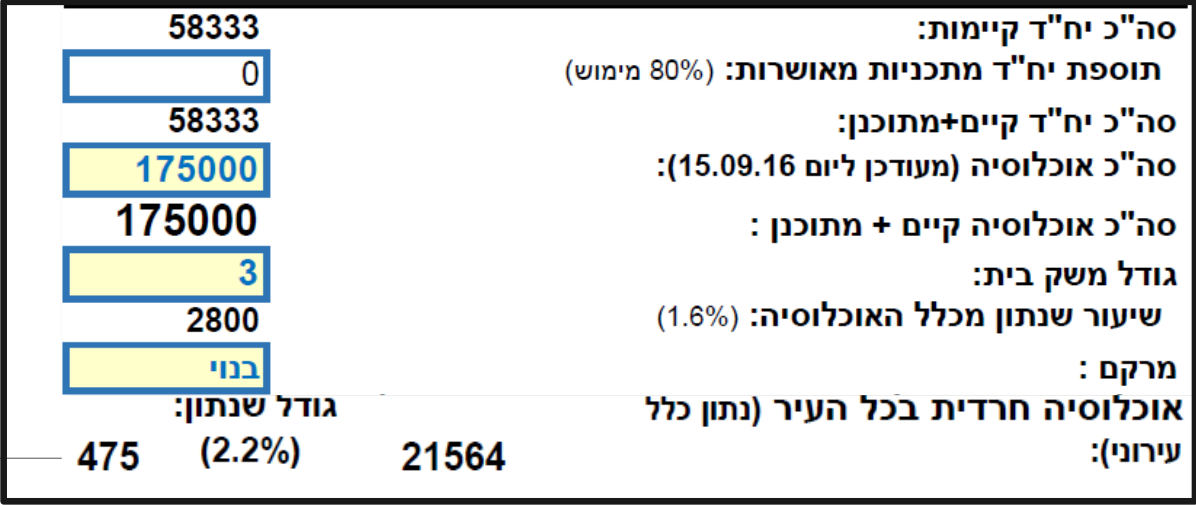 סה"כ יח"ד קיימות: 58333
תוספת יח"ד מתכניות מאושרות: (80% מימוש) 0
סה"כ יח"ד קיים+מתוכנן: 58333
סה"כ אוכלוסיה (מעודכן ליום 15.09.16): 175000
סה"כ אוכלוסיה קיים + מתוכנן : 175000
גודל משק בית: 3
שיעור שנתון מכלל האוכלוסיה: (1.6%) 2800
מרקם : בנוי
אוכלוסיה חרדית בכל העיר (נתון כלל גודל שנתון:
עירוני): 21564 (2.2%) 475